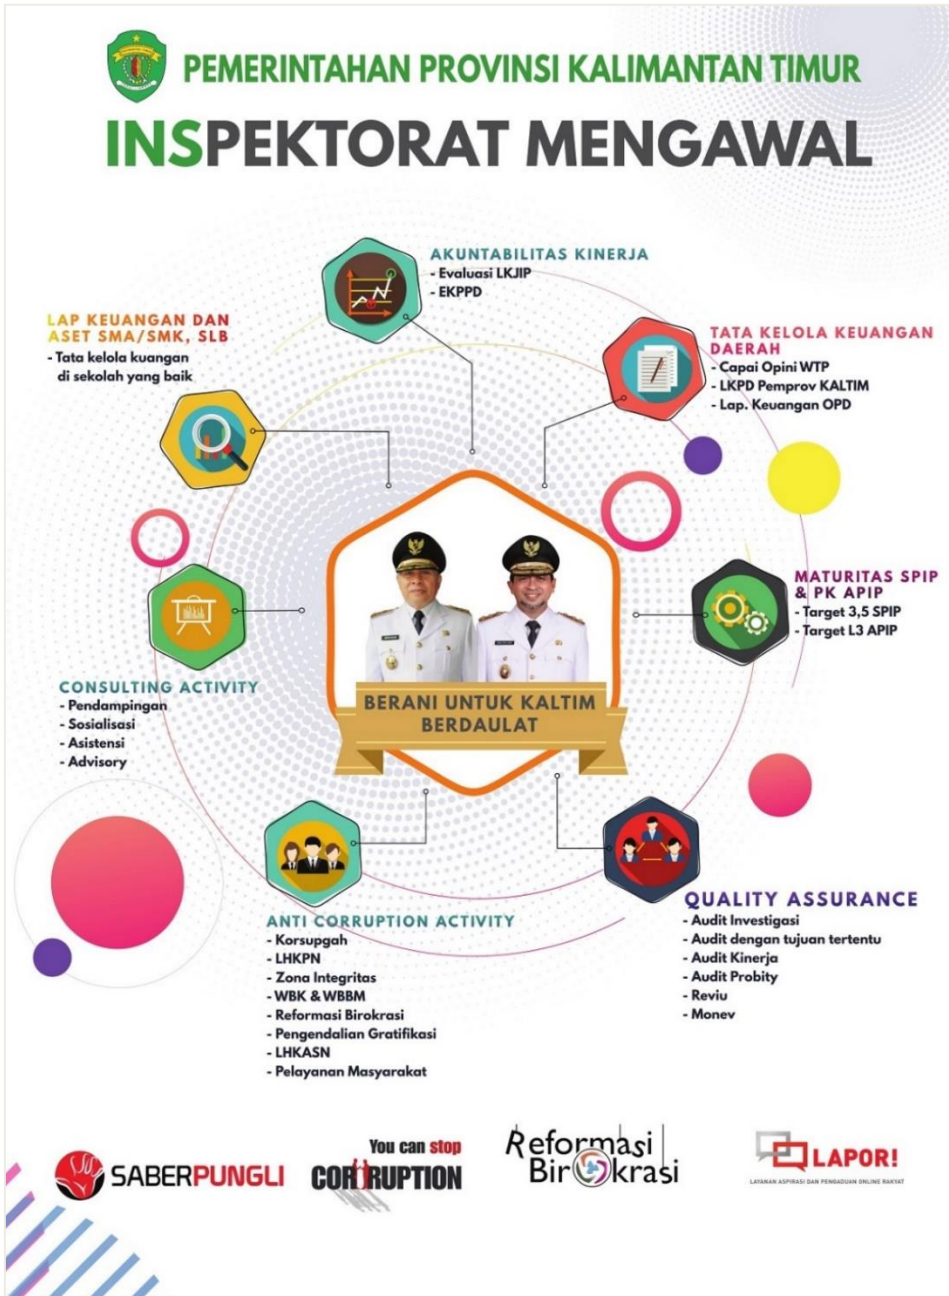 PEMERINTAHAN PROVINSI KALIMANTAN TIMUR
INSPEKTORAT MENGAWAL
AKUNTABILITAS KINERJA
- Evaluasi LKJIP
- EKPPD
LAP KEUANGAN DAN
ASET SMA/SMK, SLB
- Tata kelola kuangan
di sekolah yang baik
TATA KELOLA KEUANGAN
DAERAH
- Capai Opini WTP
- LKPD Pemprov KALTIM
- Lap. Keuangan OPD
MATURITAS SPIP
& PK APIP
- Target 3,5 SPIP
- Target L3 APIP
BERANI UNTUK KALTIM
BERDAULAT
CONSULTING ACTIVITY
- Pendampingan
- Sosialisasi
- Asistensi
- Advisory
ANTI CORRUPTION ACTIVITY
- Korsupgah
- LHKPN
- Zona Integritas
- WBK & WBBM
- Reformasi Birokrasi
- Pengendalian Gratifikasi
- LHKASN
- Pelayanan Masyarakat
QUALITY ASSURANCE
- Audit Investigasi
- Audit dengan tujuan tertentu
- Audit Kinerja
- Audit Probity
- Reviu
- Monev
SABERPUNGLI
You can stop
CORRUPTION
Reformasi
Birokrasi
LAPOR!
LAYANAN ASPIRASI DAN PENGADUAN ONLINE RAKYAT